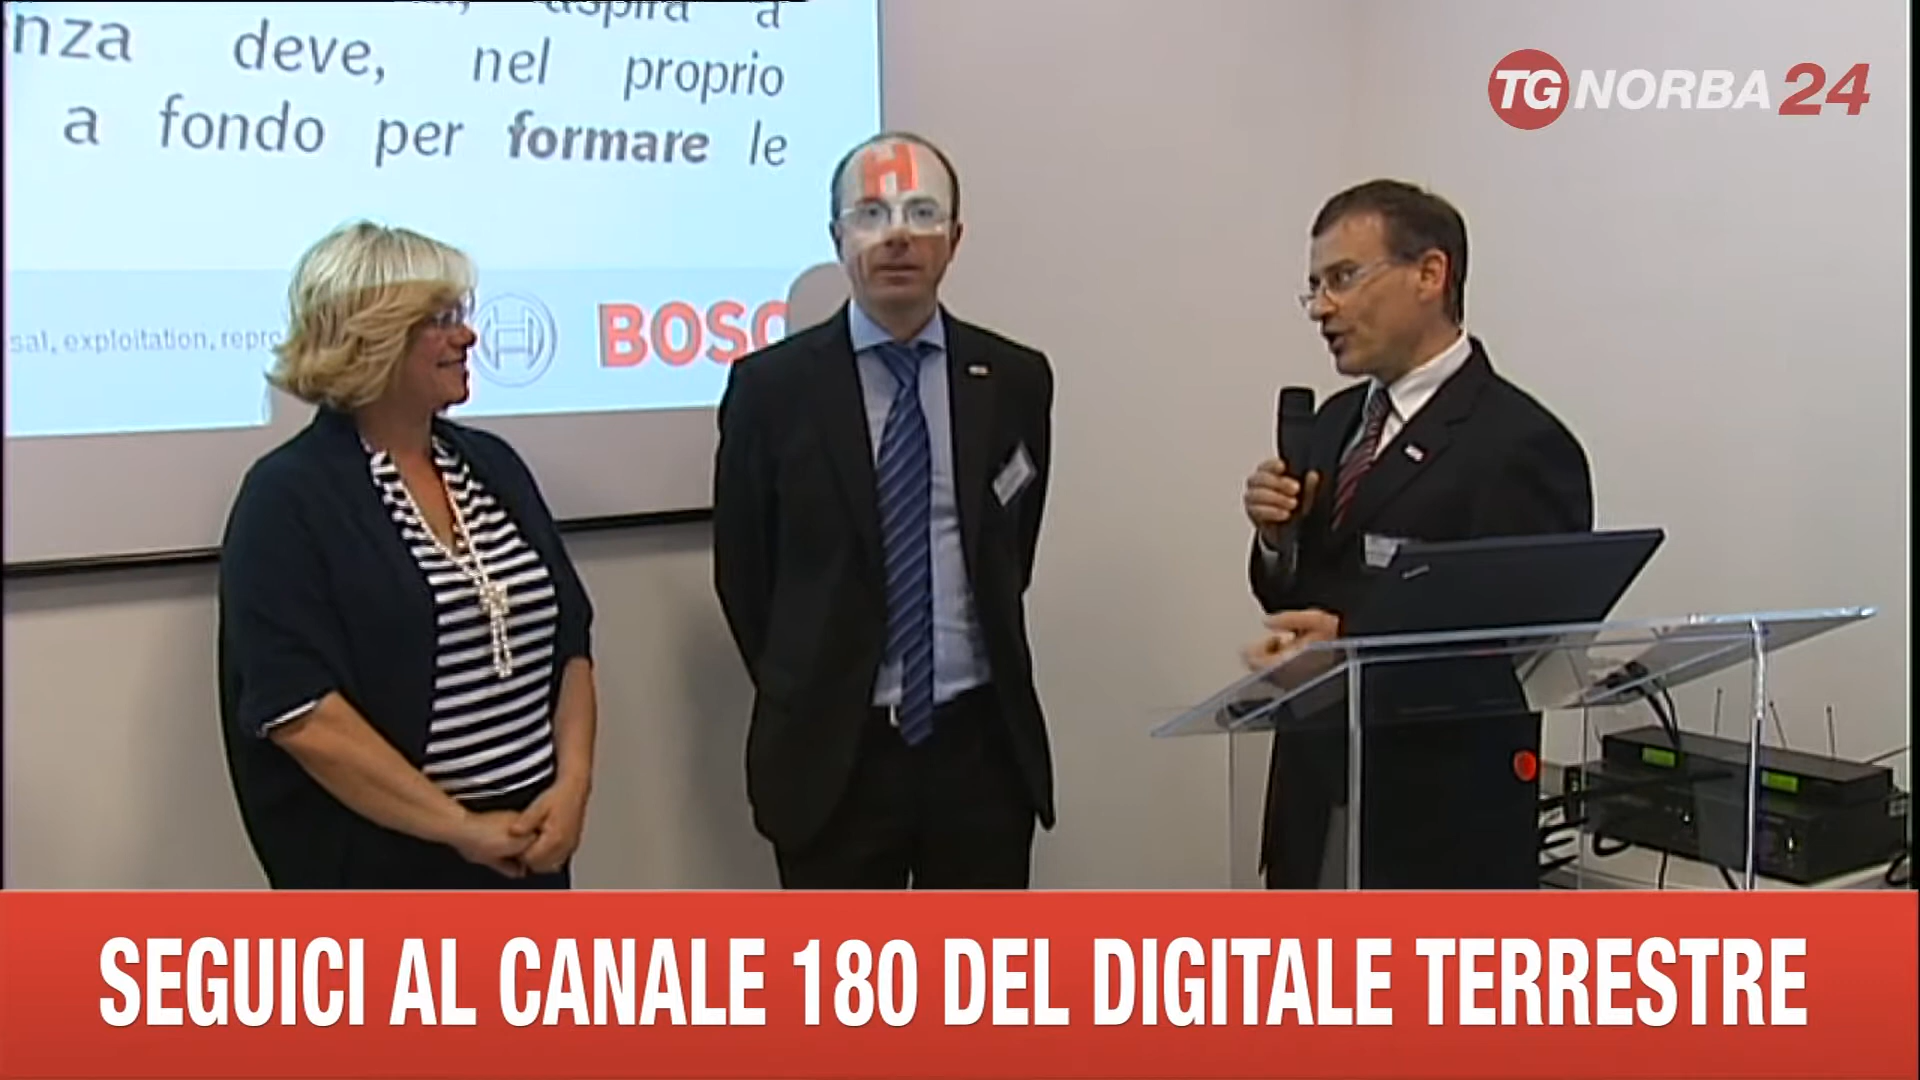 aspira a
nza deve, nel proprio
a fondo per formare le
sal, exploitation, repro
BOSCH
TG NORBA 24
SEGUICI AL CANALE 180 DEL DIGITALE TERRESTRE